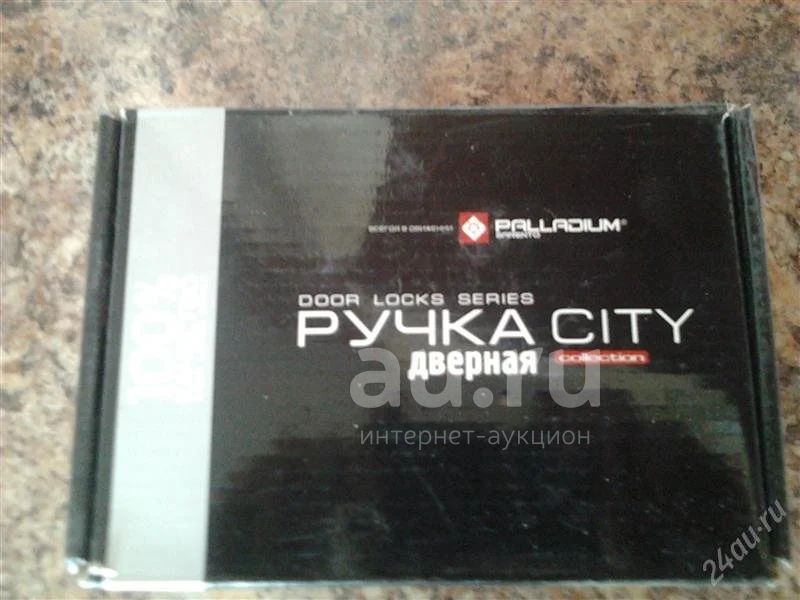 PALLADIUM®
DOOR LOCKS SERIES
РУЧКА CITY
дверная collection
au.ru
интернет-аукцион
24au.ru